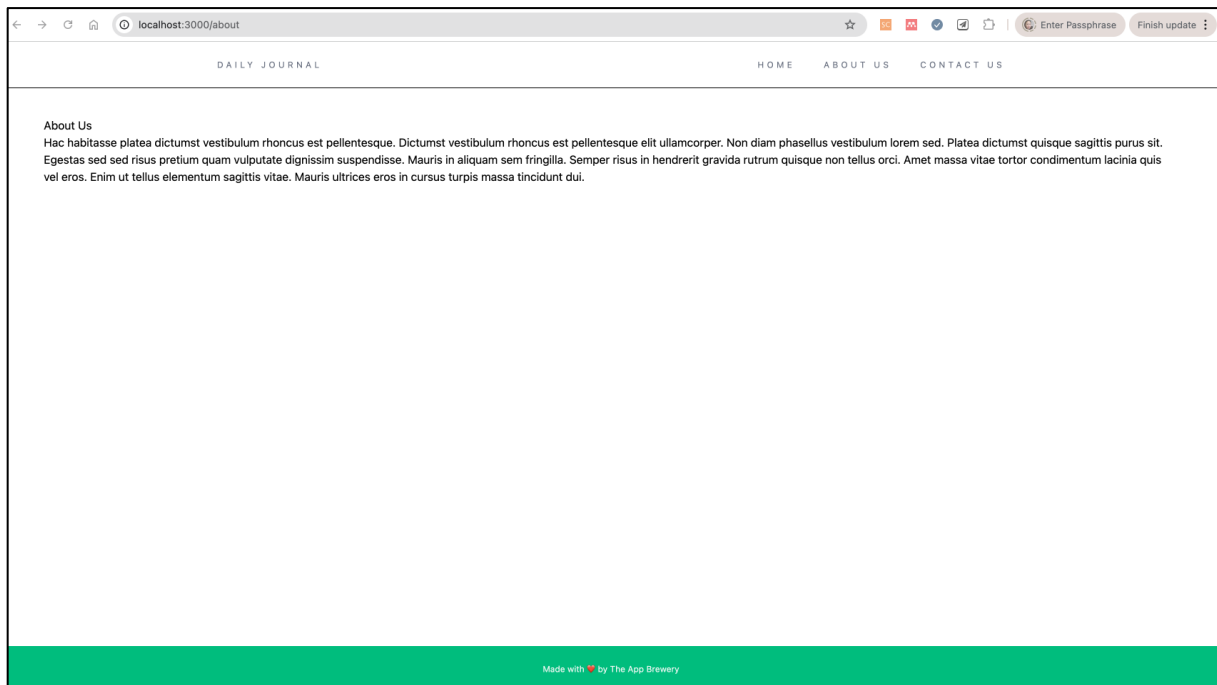 localhost:3000/about
SC
Enter Passphrase
Finish update
DAILY JOURNAL
HOME ABOUT US CONTACT US
About Us
Hac habitasse platea dictumst vestibulum rhoncus est pellentesque. Dictumst vestibulum rhoncus est pellentesque elit ullamcorper. Non diam phasellus vestibulum lorem sed. Platea dictumst quisque sagittis purus sit.
Egestas sed sed risus pretium quam vulputate dignissim suspendisse. Mauris in aliquam sem fringilla. Semper risus in hendrerit gravida rutrum quisque non tellus orci. Amet massa vitae tortor condimentum lacinia quis
vel eros. Enim ut tellus elementum sagittis vitae. Mauris ultrices eros in cursus turpis massa tincidunt dui.
Made with ❤️ by The App Brewery